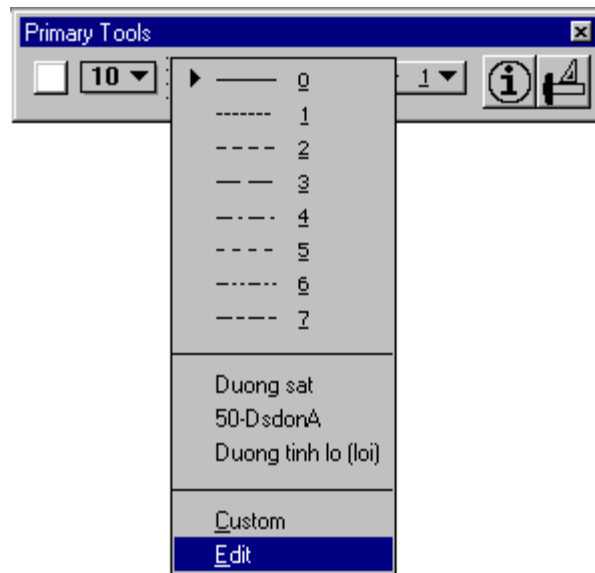 Primary Tools
10
0
1
1
2
3
4
5
6
7
Duong sat
50-DsdonA
Duong tinh lo (loi)
Custom
Edit